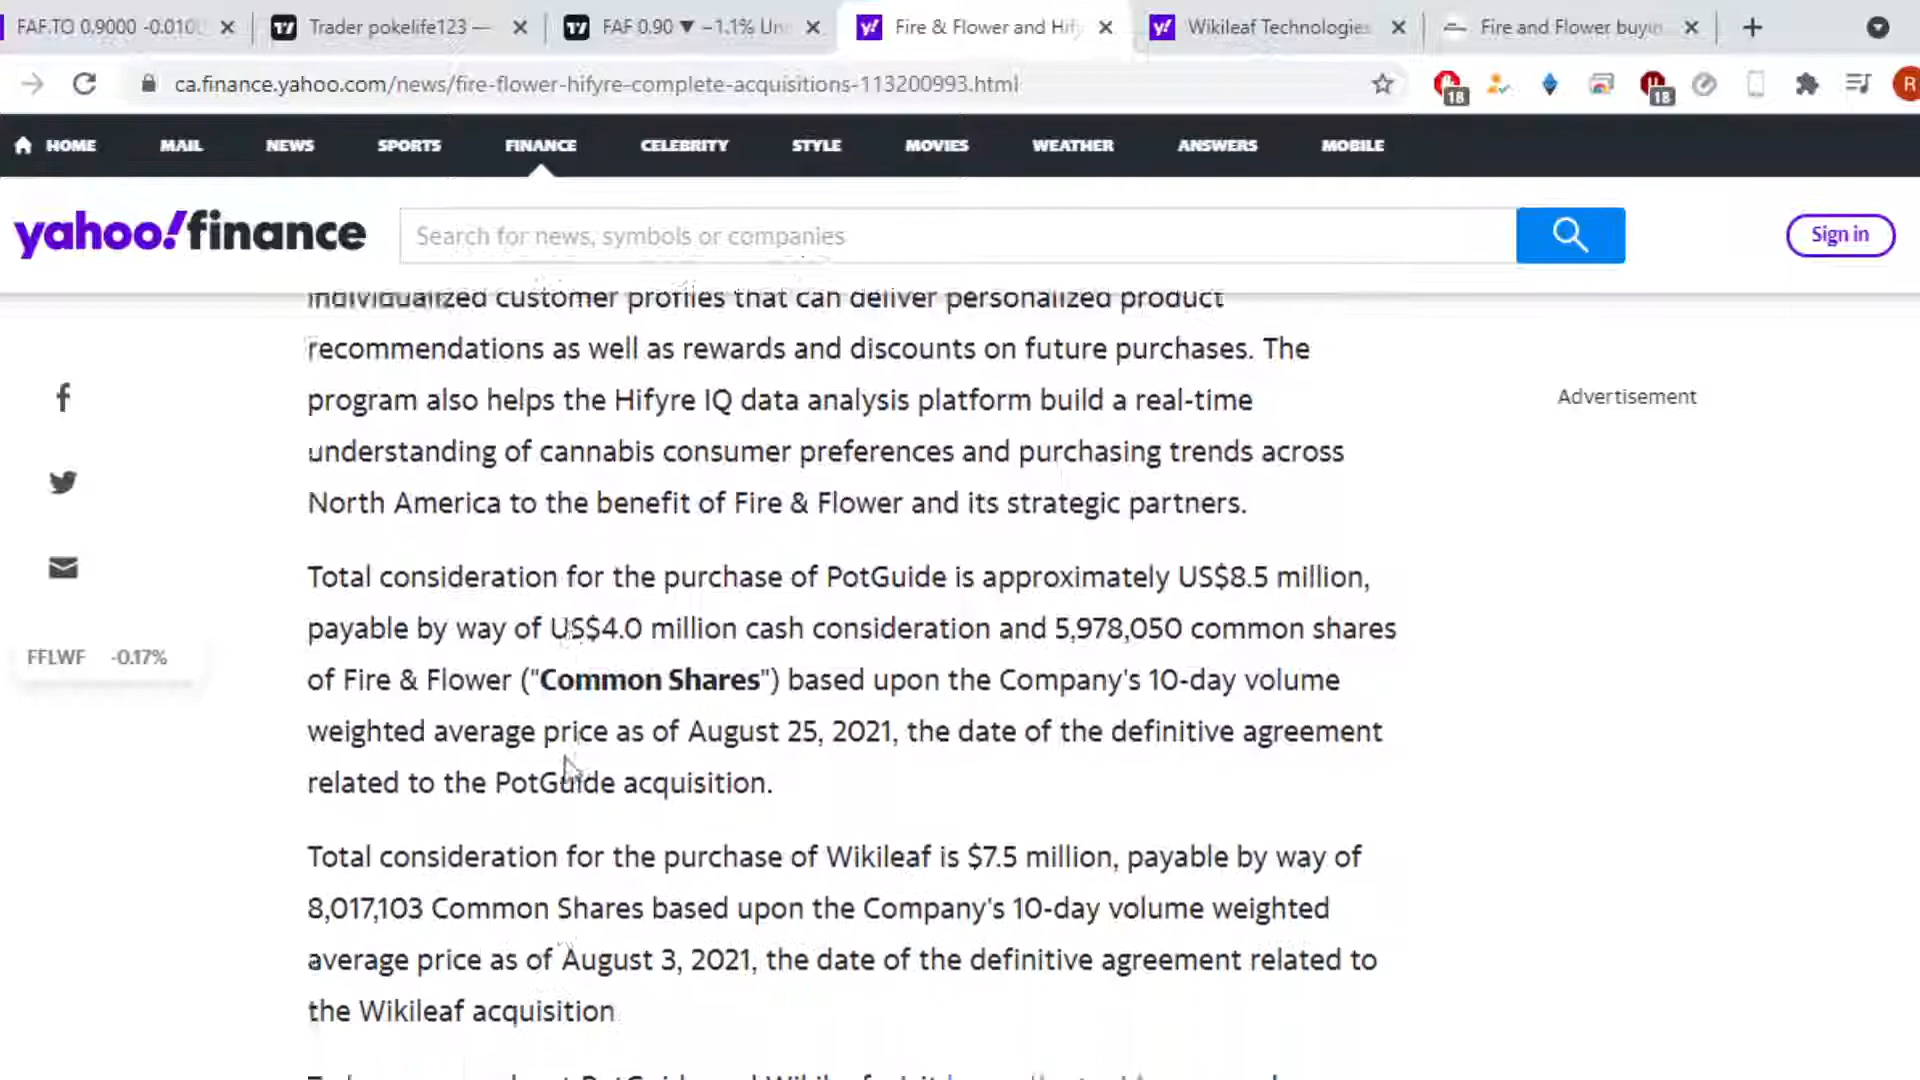 FAF.TO 0.9000 -0.010
Trader pokelife123 —
FAF 0.90 ▼ −1.1% Un
Fire & Flower and Hify
Wikileaf Technologies
Fire and Flower buyin
ca.finance.yahoo.com/news/fire-flower-hifyre-complete-acquisitions-113200993.html
18
18
R
HOME MAIL NEWS SPORTS FINANCE CELEBRITY STYLE MOVIES WEATHER ANSWERS MOBILE
yahoo!finance
Search for news, symbols or companies
Sign in
individualized customer profiles that can deliver personalized product
recommendations as well as rewards and discounts on future purchases. The
program also helps the Hifyre IQ data analysis platform build a real-time
understanding of cannabis consumer preferences and purchasing trends across
North America to the benefit of Fire & Flower and its strategic partners.
Advertisement
Total consideration for the purchase of PotGuide is approximately US$8.5 million,
payable by way of US$4.0 million cash consideration and 5,978,050 common shares
of Fire & Flower ("Common Shares") based upon the Company's 10-day volume
weighted average price as of August 25, 2021, the date of the definitive agreement
related to the PotGuide acquisition.
FFLWF -0.17%
Total consideration for the purchase of Wikileaf is $7.5 million, payable by way of
8,017,103 Common Shares based upon the Company's 10-day volume weighted
average price as of August 3, 2021, the date of the definitive agreement related to
the Wikileaf acquisition